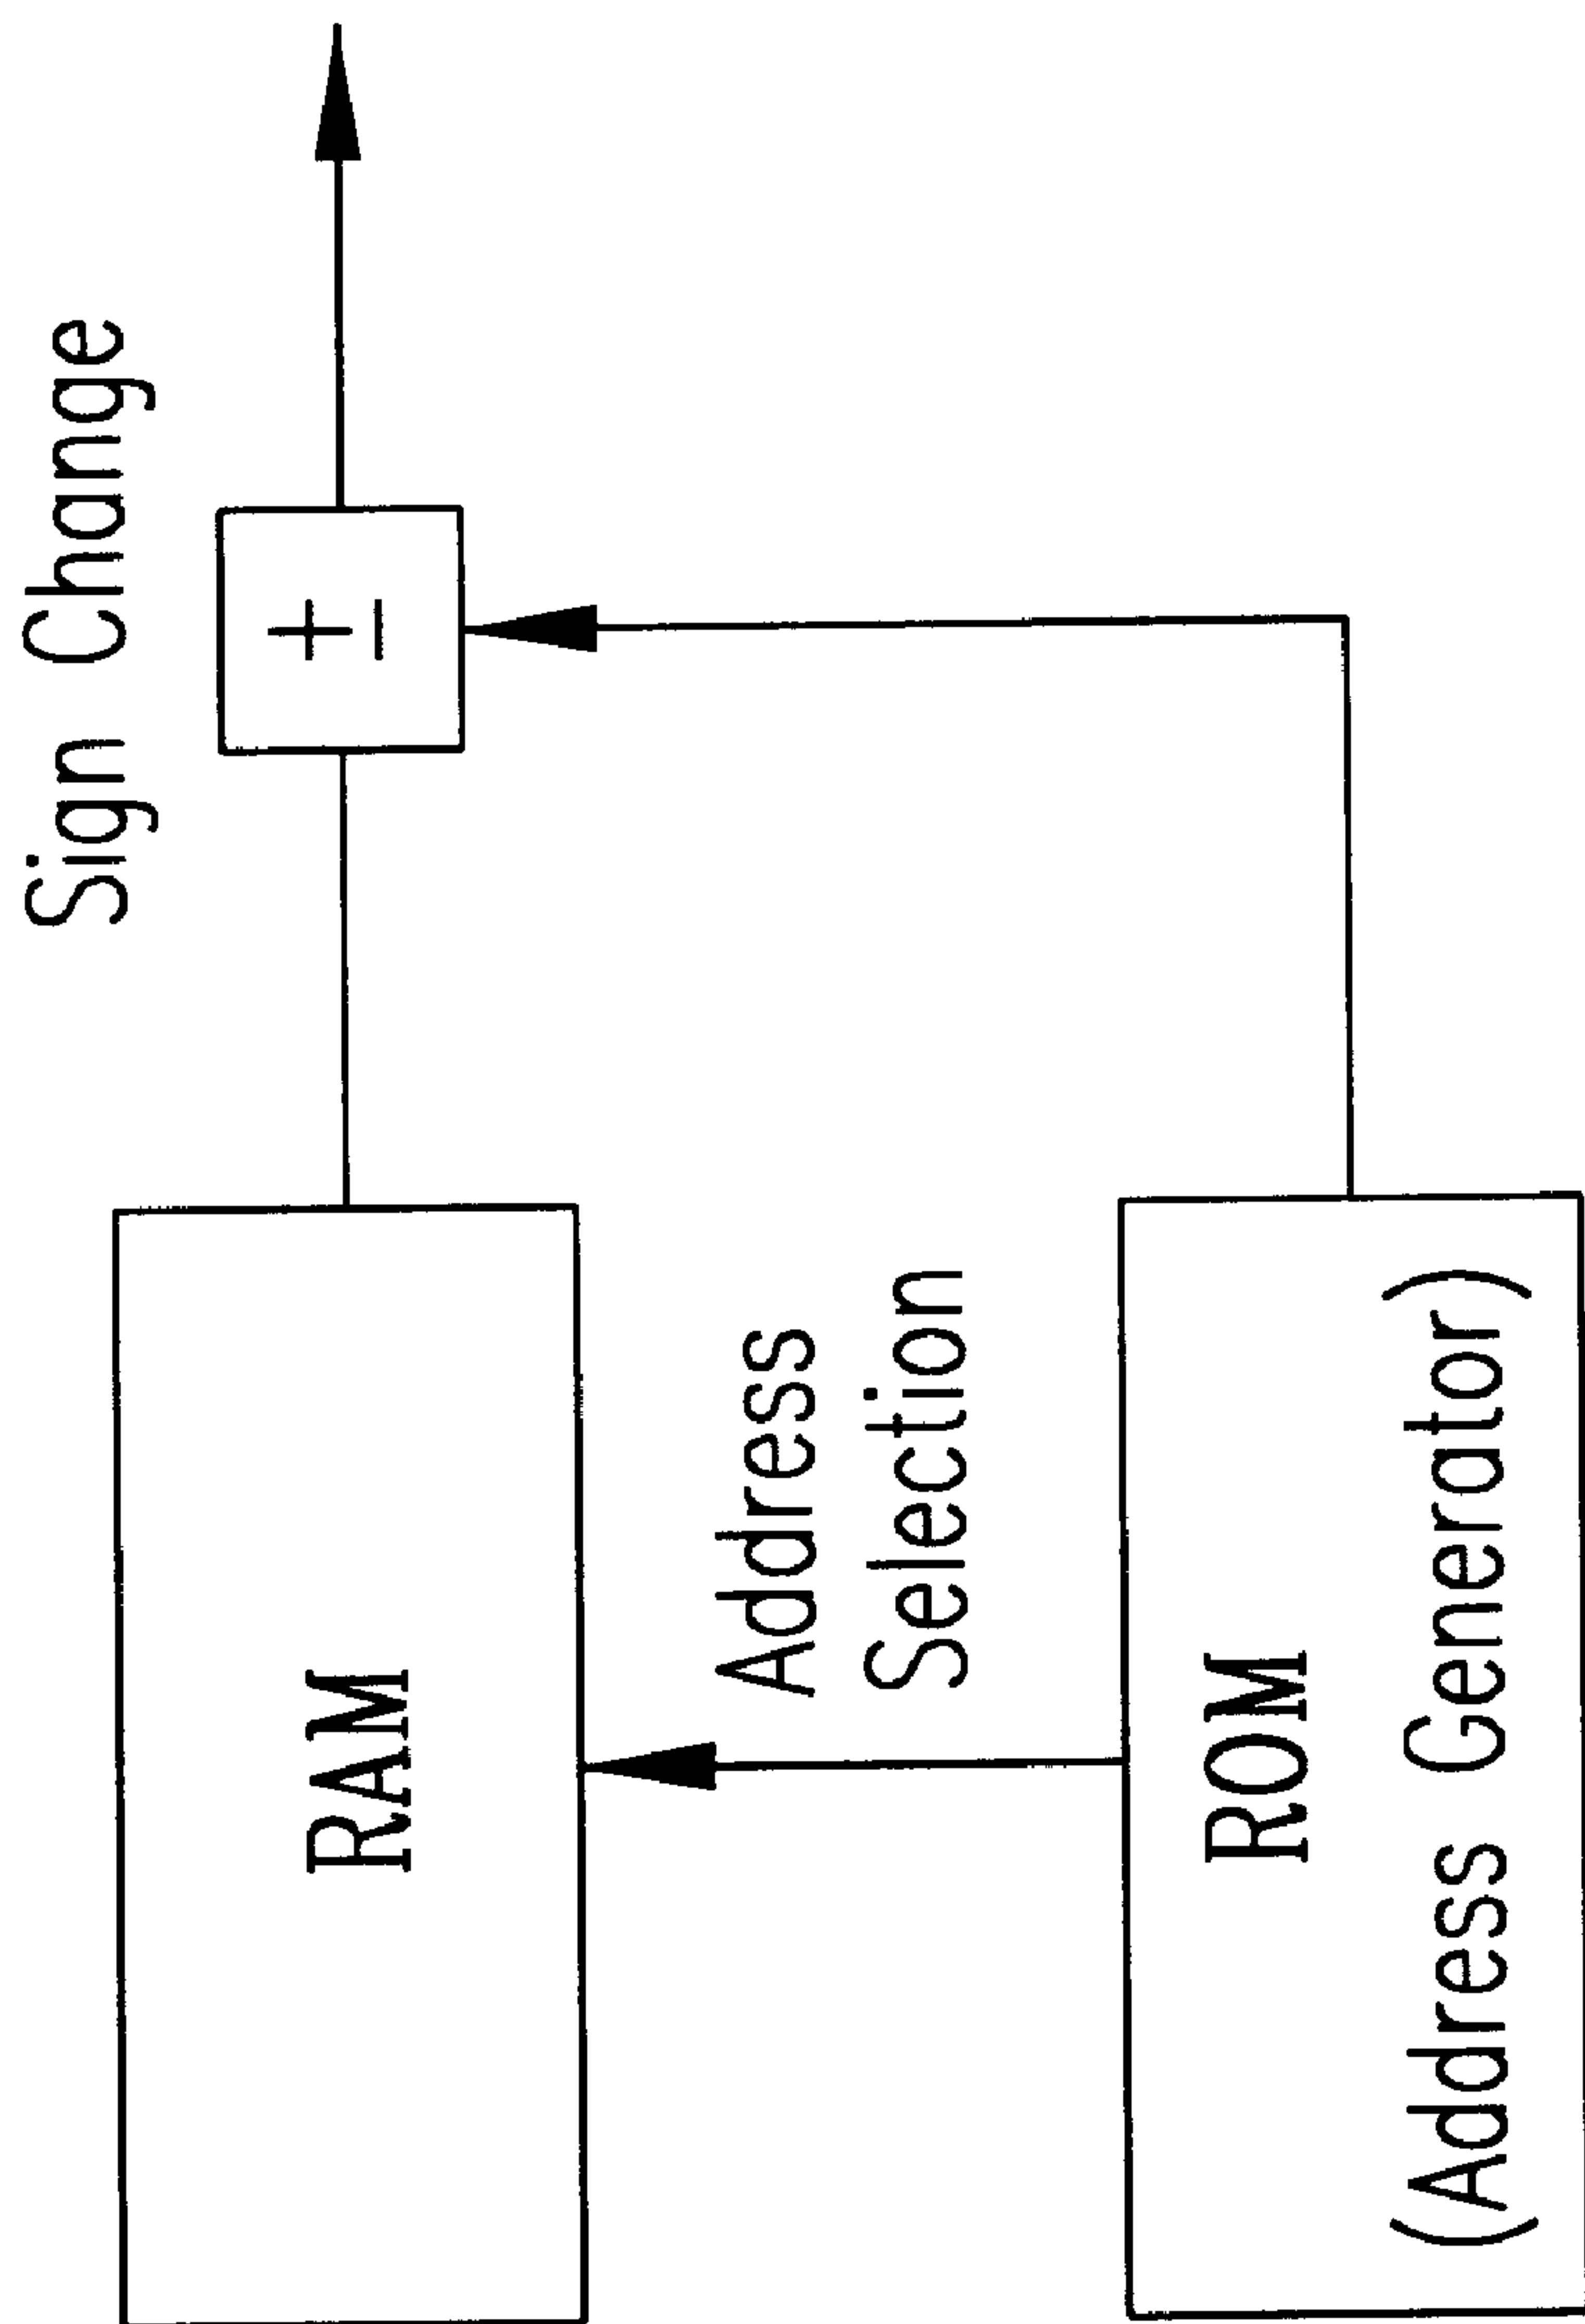 Sign Change
±
RAM
Address
Selection
ROM
(Address Generator)